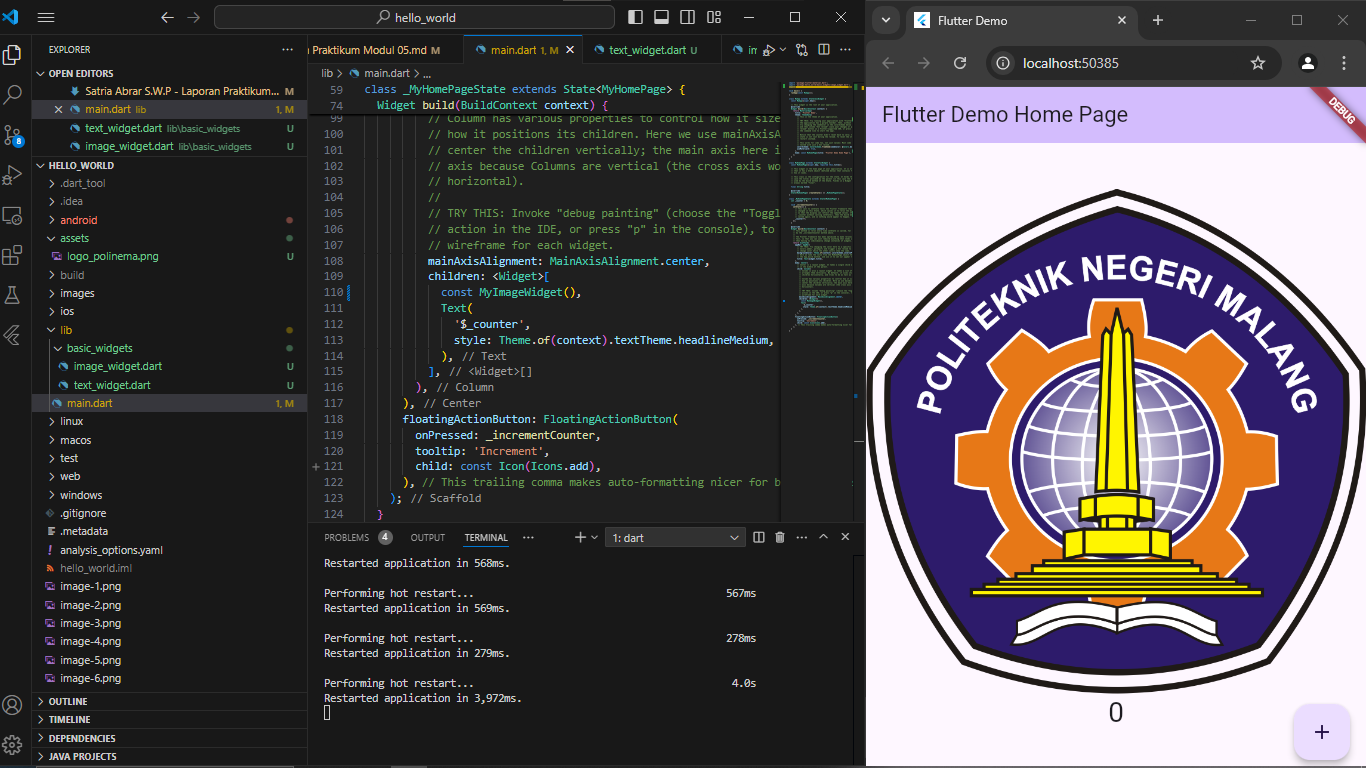 hello_world
EXPLORER
OPEN EDITORS
Satria Abrar S.W.P - Laporan Praktikum... M
main.dart lib 1, M
text_widget.dart lib\basic_widgets U
image_widget.dart lib\basic_widgets U
HELLO_WORLD
.dart_tool
.idea
android
assets
logo_polinema.png U
build
images
ios
lib
basic_widgets
image_widget.dart U
text_widget.dart U
main.dart 1, M
linux
macos
test
web
windows
.gitignore
.metadata
analysis_options.yaml
hello_world.iml
image-1.png
image-2.png
image-3.png
image-4.png
image-5.png
image-6.png
OUTLINE
TIMELINE
DEPENDENCIES
JAVA PROJECTS
8
Praktikum Modul 05.md M
main.dart 1, M
text_widget.dart U
lib > main.dart > ...
59 class _MyHomePageState extends State<MyHomePage> {
74 Widget build(BuildContext context) {
99 // Column has various properties to control how it size
100 // how it positions its children. Here we use mainAxisA
101 // center the children vertically; the main axis here i
102 // axis because Columns are vertical (the cross axis wo
103 // horizontal).
104 //
105 // TRY THIS: Invoke "debug painting" (choose the "Toggl
106 // action in the IDE, or press "p" in the console), to
107 // wireframe for each widget.
108 mainAxisAlignment: MainAxisAlignment.center,
109 children: <Widget>[
110 const MyImageWidget(),
111 Text(
112 '$_counter',
113 style: Theme.of(context).textTheme.headlineMedium,
114 ), // Text
115 ], // <Widget>[]
116 ), // Column
117 ), // Center
118 floatingActionButton: FloatingActionButton(
119 onPressed: _incrementCounter,
120 tooltip: 'Increment',
121 child: const Icon(Icons.add),
122 ), // This trailing comma makes auto-formatting nicer for b
123 ); // Scaffold
124 }
PROBLEMS 4 OUTPUT TERMINAL
1: dart
Restarted application in 568ms.
Performing hot restart... 567ms
Restarted application in 569ms.
Performing hot restart... 278ms
Restarted application in 279ms.
Performing hot restart... 4.0s
Restarted application in 3,972ms.
Flutter Demo
localhost:50385
Flutter Demo Home Page
DEBUG
POLITEKNIK NEGERI MALANG
0